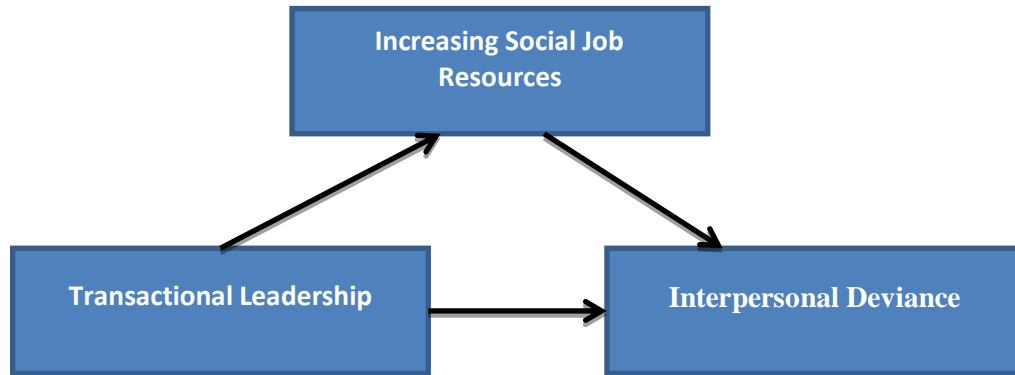 Increasing Social Job
Resources
Transactional Leadership
Interpersonal Deviance